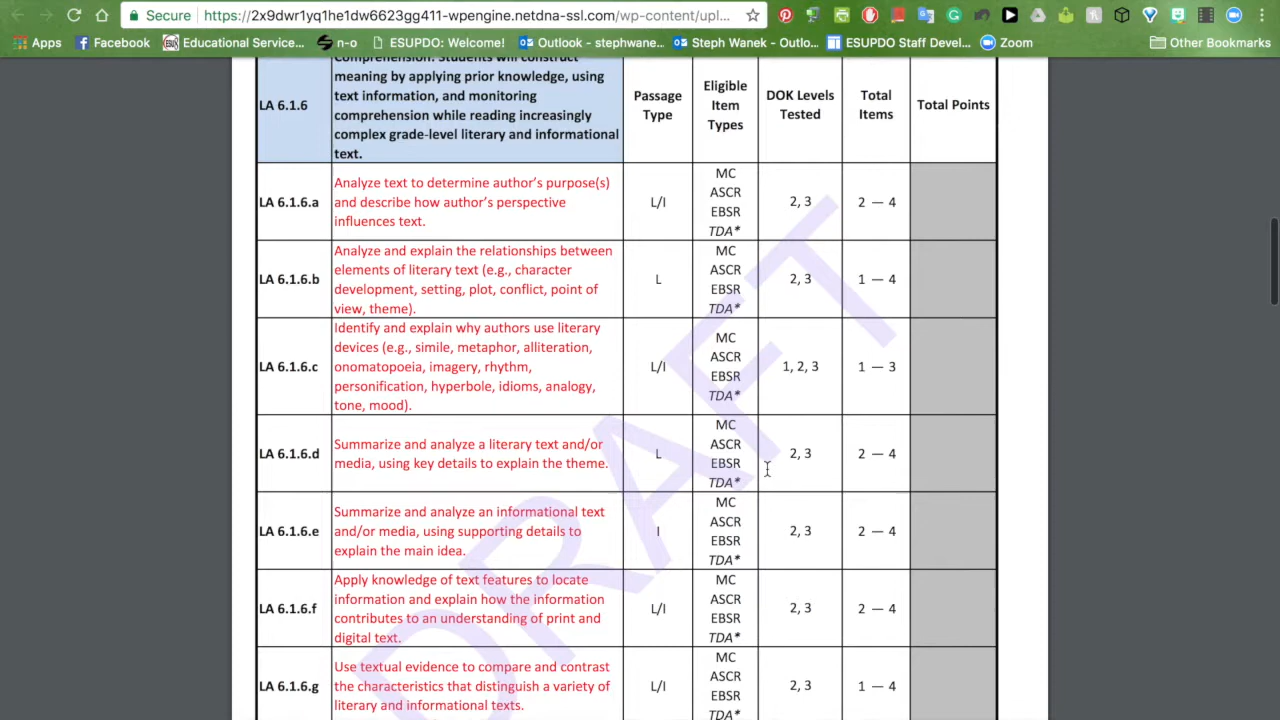 Secure
https://2x9dwr1yq1he1dw6623gg411-wpengine.netdna-ssl.com/wp-content/upl...
Apps
Facebook
Educational Service...
n-o
ESUPDO: Welcome!
Outlook - stephwane...
Steph Wanek - Outlo...
ESUPDO Staff Devel...
Zoom
Other Bookmarks
LA 6.1.6
Comprehension: Students will construct
meaning by applying prior knowledge, using
text information, and monitoring
comprehension while reading increasingly
complex grade-level literary and informational
text.
Passage
Type
Eligible
Item
Types
DOK Levels
Tested
Total
Items
Total Points
LA 6.1.6.a
Analyze text to determine author's purpose(s)
and describe how author's perspective
influences text.
L/I
MC
ASCR
EBSR
TDA*
2, 3
2 — 4
LA 6.1.6.b
Analyze and explain the relationships between
elements of literary text (e.g., character
development, setting, plot, conflict, point of
view, theme).
L
MC
ASCR
EBSR
TDA*
2, 3
1 — 4
LA 6.1.6.c
Identify and explain why authors use literary
devices (e.g., simile, metaphor, alliteration,
onomatopoeia, imagery, rhythm,
personification, hyperbole, idioms, analogy,
tone, mood).
L/I
MC
ASCR
EBSR
TDA*
1, 2, 3
1 — 3
LA 6.1.6.d
Summarize and analyze a literary text and/or
media, using key details to explain the theme.
L
MC
ASCR
EBSR
TDA*
2, 3
2 — 4
LA 6.1.6.e
Summarize and analyze an informational text
and/or media, using supporting details to
explain the main idea.
I
MC
ASCR
EBSR
TDA*
2, 3
2 — 4
LA 6.1.6.f
Apply knowledge of text features to locate
information and explain how the information
contributes to an understanding of print and
digital text.
L/I
MC
ASCR
EBSR
TDA*
2, 3
2 — 4
LA 6.1.6.g
Use textual evidence to compare and contrast
the characteristics that distinguish a variety of
literary and informational texts.
L/I
MC
ASCR
EBSR
TDA*
2, 3
1 — 4
DRAFT